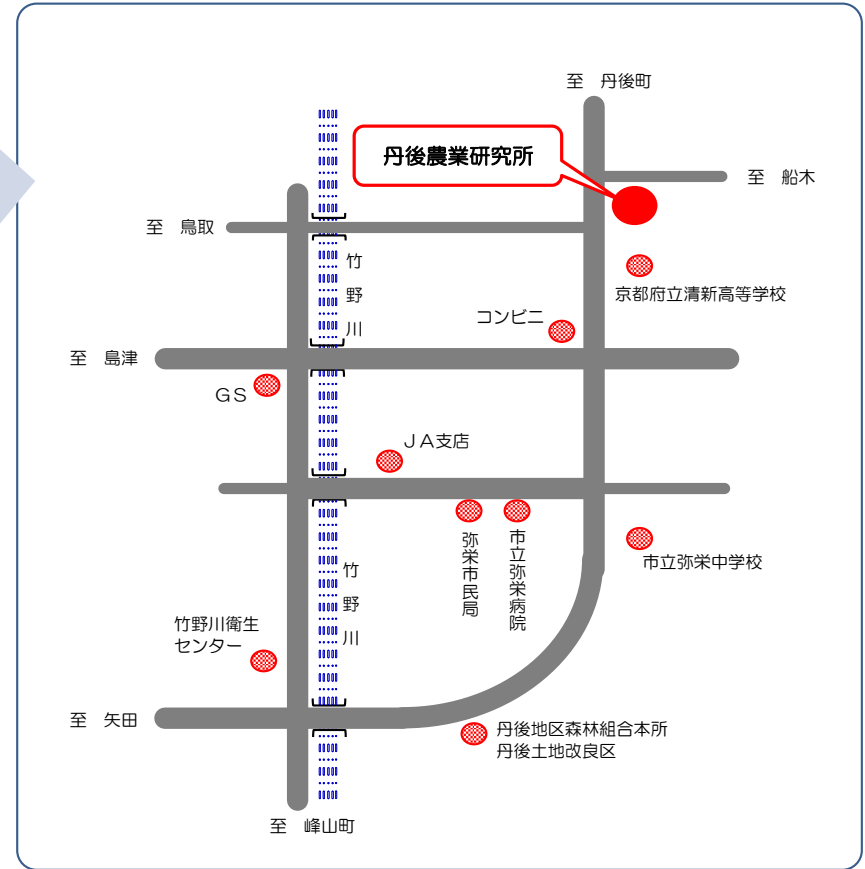 至　丹後町
丹後農業研究所
至　船木
至　鳥取
竹野川
京都府立清新高等学校
コンビニ
至　島津
ＧＳ
ＪＡ支店
弥栄市民局
市立弥栄病院
市立弥栄中学校
竹野川
竹野川衛生
センター
至　矢田
丹後地区森林組合本所
丹後土地改良区
至　峰山町